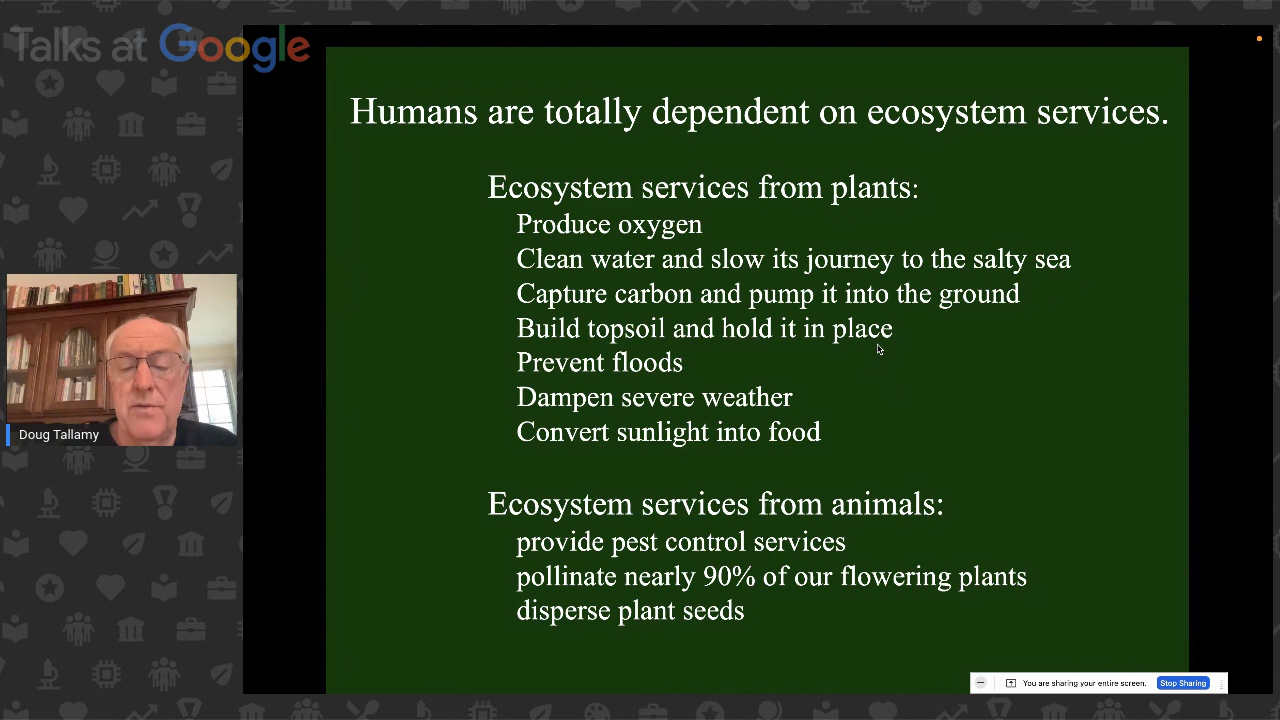 Talks at Google
Humans are totally dependent on ecosystem services.
Ecosystem services from plants:
Produce oxygen
Clean water and slow its journey to the salty sea
Capture carbon and pump it into the ground
Build topsoil and hold it in place
Prevent floods
Dampen severe weather
Convert sunlight into food
Doug Tallamy
Ecosystem services from animals:
provide pest control services
pollinate nearly 90% of our flowering plants
disperse plant seeds
You are sharing your entire screen. Stop Sharing